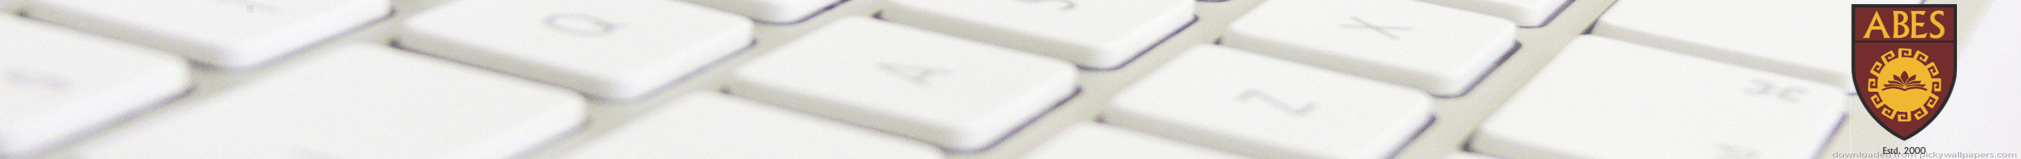 Q
A
S
Z
X
⌘
ABES
Estd. 2000
downloaded from pickywallpapers.com